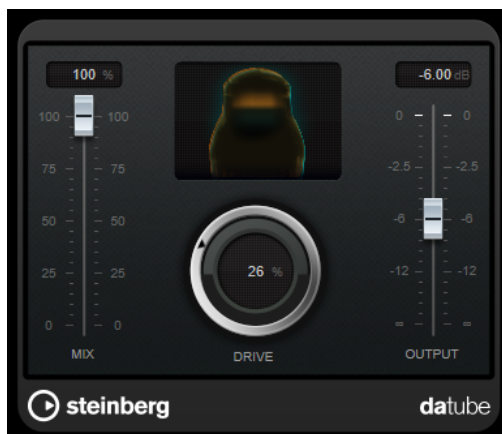 100 %
-6.00 dB
100 100
75 75
50 50
25 25
0 0
MIX
26 %
DRIVE
0 0
-2.5 -2.5
-6 -6
-12 -12
∞ ∞
OUTPUT
steinberg
datube